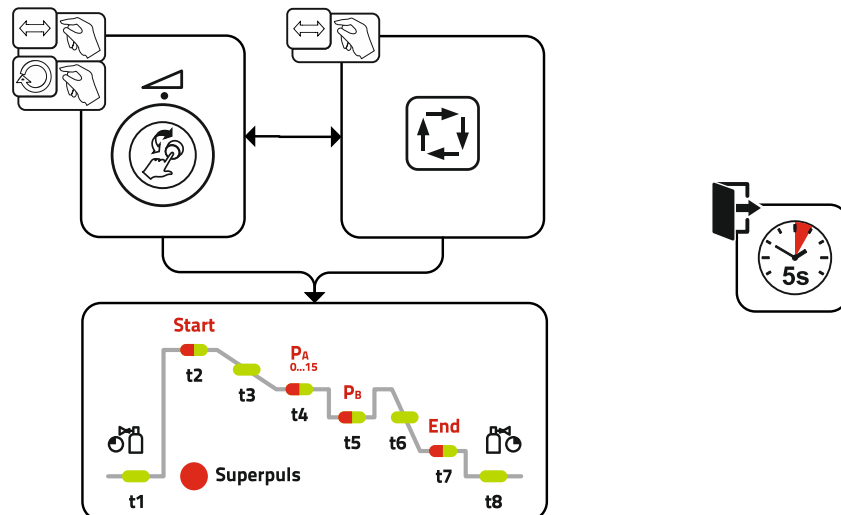 5s
Start
t2
PA
0...15
t3
t4
PB
t5
t6
End
t7
t1
Superpuls
t8